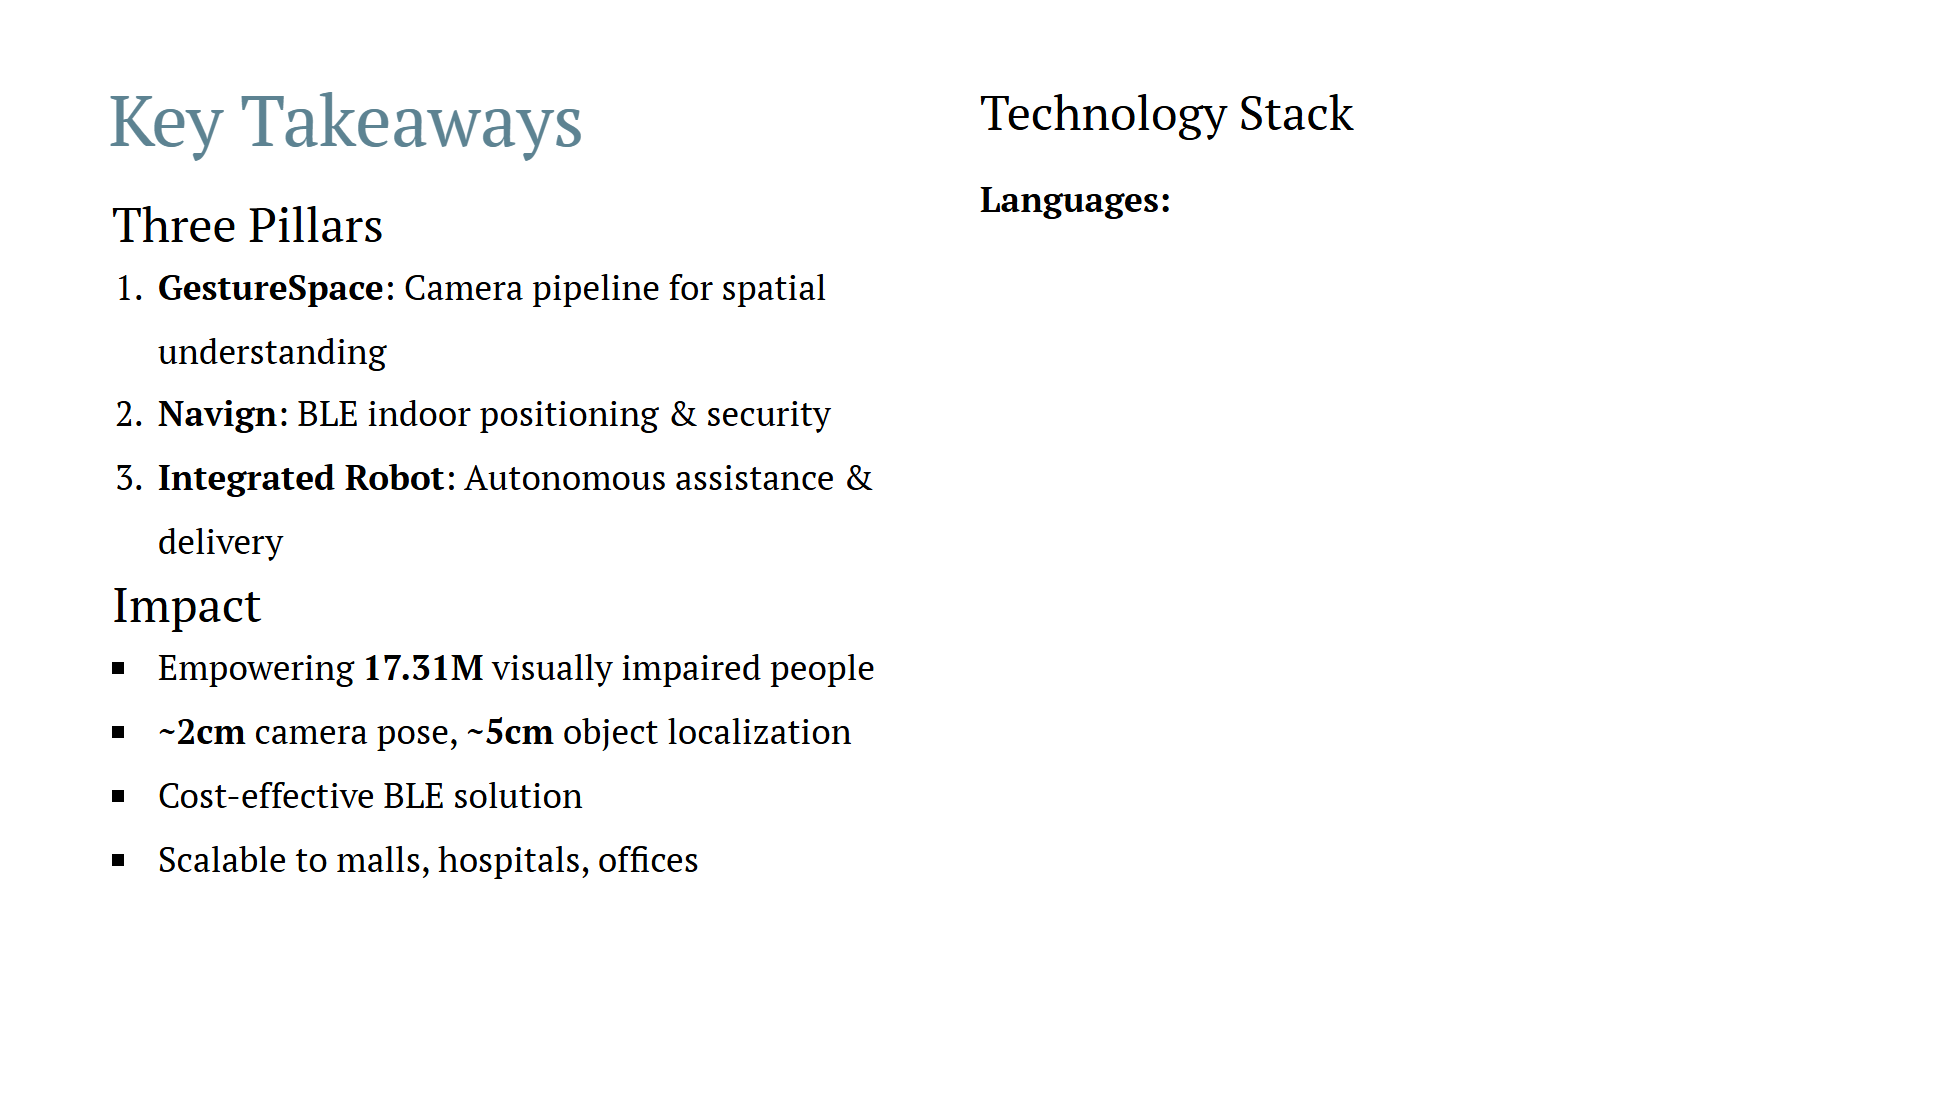 Key Takeaways
Three Pillars
1. GestureSpace: Camera pipeline for spatial
understanding
2. Navign: BLE indoor positioning & security
3. Integrated Robot: Autonomous assistance &
delivery
Impact
▪ Empowering 17.31M visually impaired people
▪ ~2cm camera pose, ~5cm object localization
▪ Cost-effective BLE solution
▪ Scalable to malls, hospitals, offices
Technology Stack
Languages: